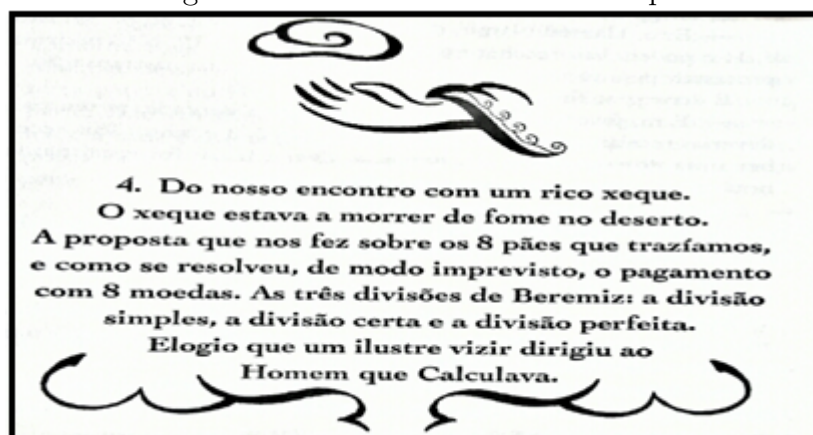 4. Do nosso encontro com um rico xeque.
O xeque estava a morrer de fome no deserto.
A proposta que nos fez sobre os 8 pães que trazíamos,
e como se resolveu, de modo imprevisto, o pagamento
com 8 moedas. As três divisões de Beremiz: a divisão
simples, a divisão certa e a divisão perfeita.
Elogio que um ilustre vizir dirigiu ao
Homem que Calculava.